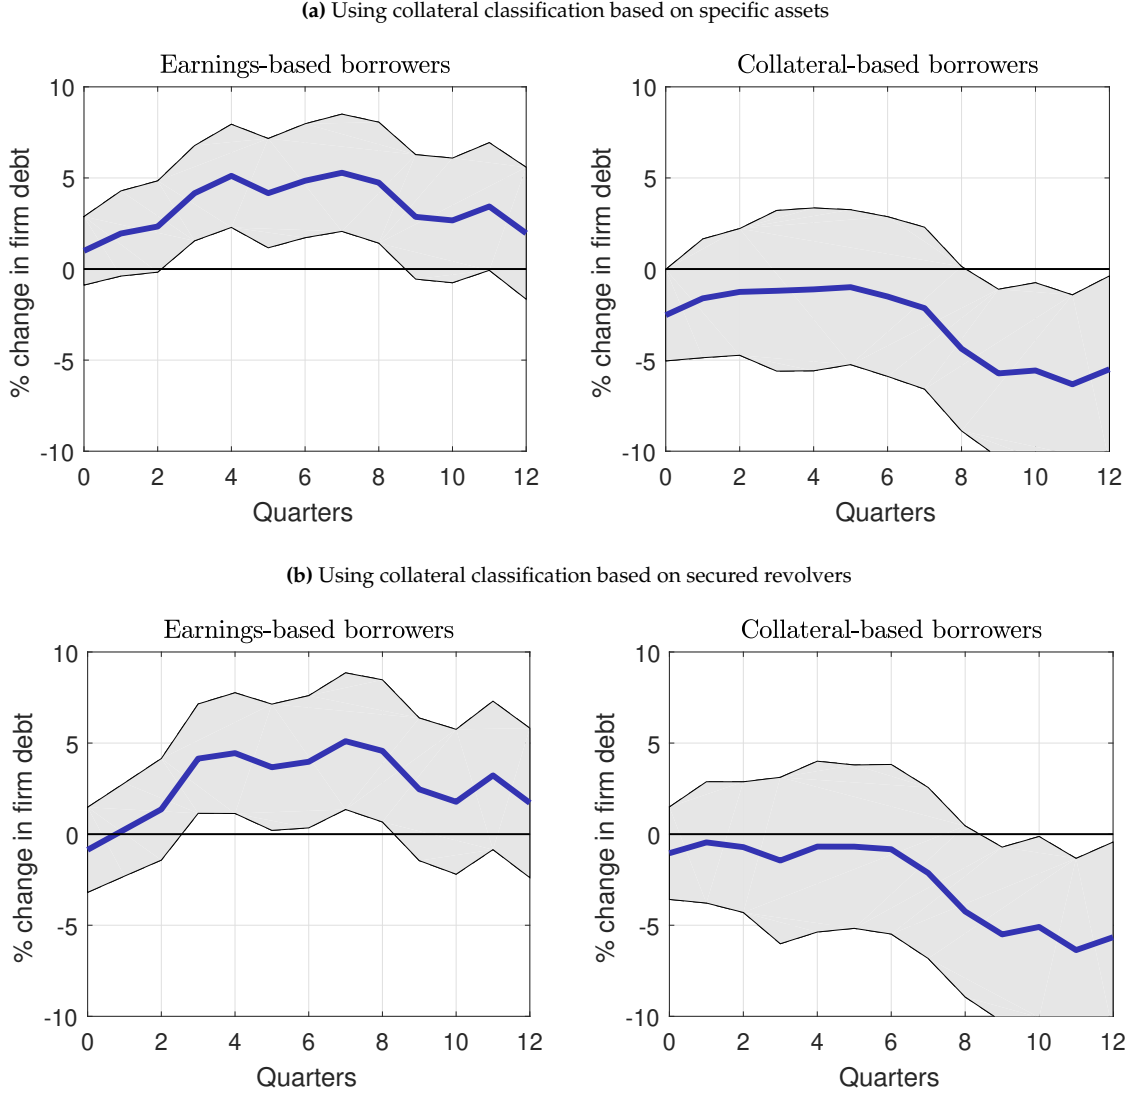 (a) Using collateral classification based on specific assets
Earnings-based borrowers
Collateral-based borrowers
% change in firm debt
10
5
0
-5
-10
0 2 4 6 8 10 12
Quarters
% change in firm debt
10
5
0
-5
-10
0 2 4 6 8 10 12
Quarters
(b) Using collateral classification based on secured revolvers
Earnings-based borrowers
Collateral-based borrowers
% change in firm debt
10
5
0
-5
-10
0 2 4 6 8 10 12
Quarters
% change in firm debt
10
5
0
-5
-10
0 2 4 6 8 10 12
Quarters